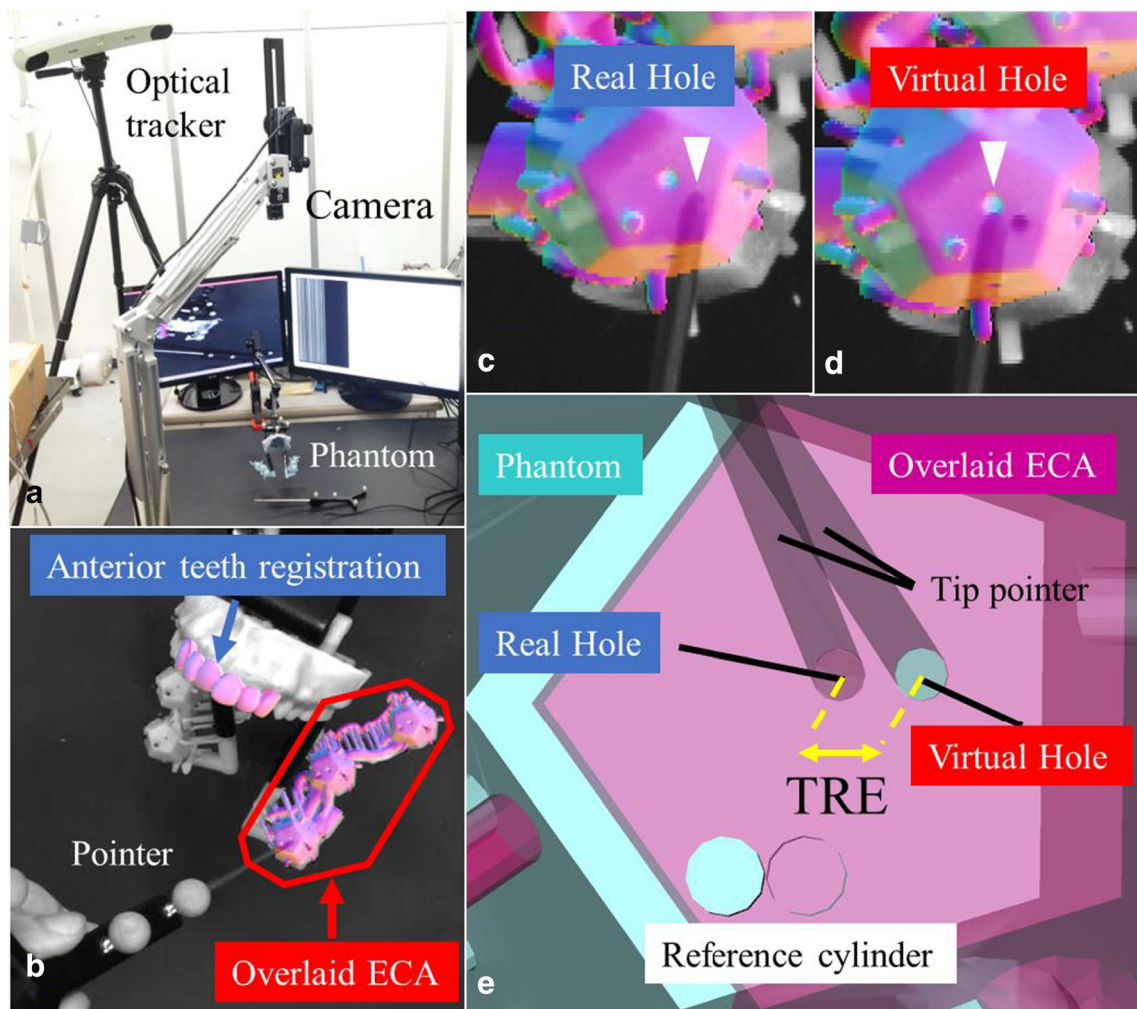 Optical
tracker
Camera
Phantom
a
Anterior teeth registration
Pointer
Overlaid ECA
b
Real Hole
c
Virtual Hole
d
Phantom
Overlaid ECA
Tip pointer
Real Hole
Virtual Hole
TRE
Reference cylinder
e